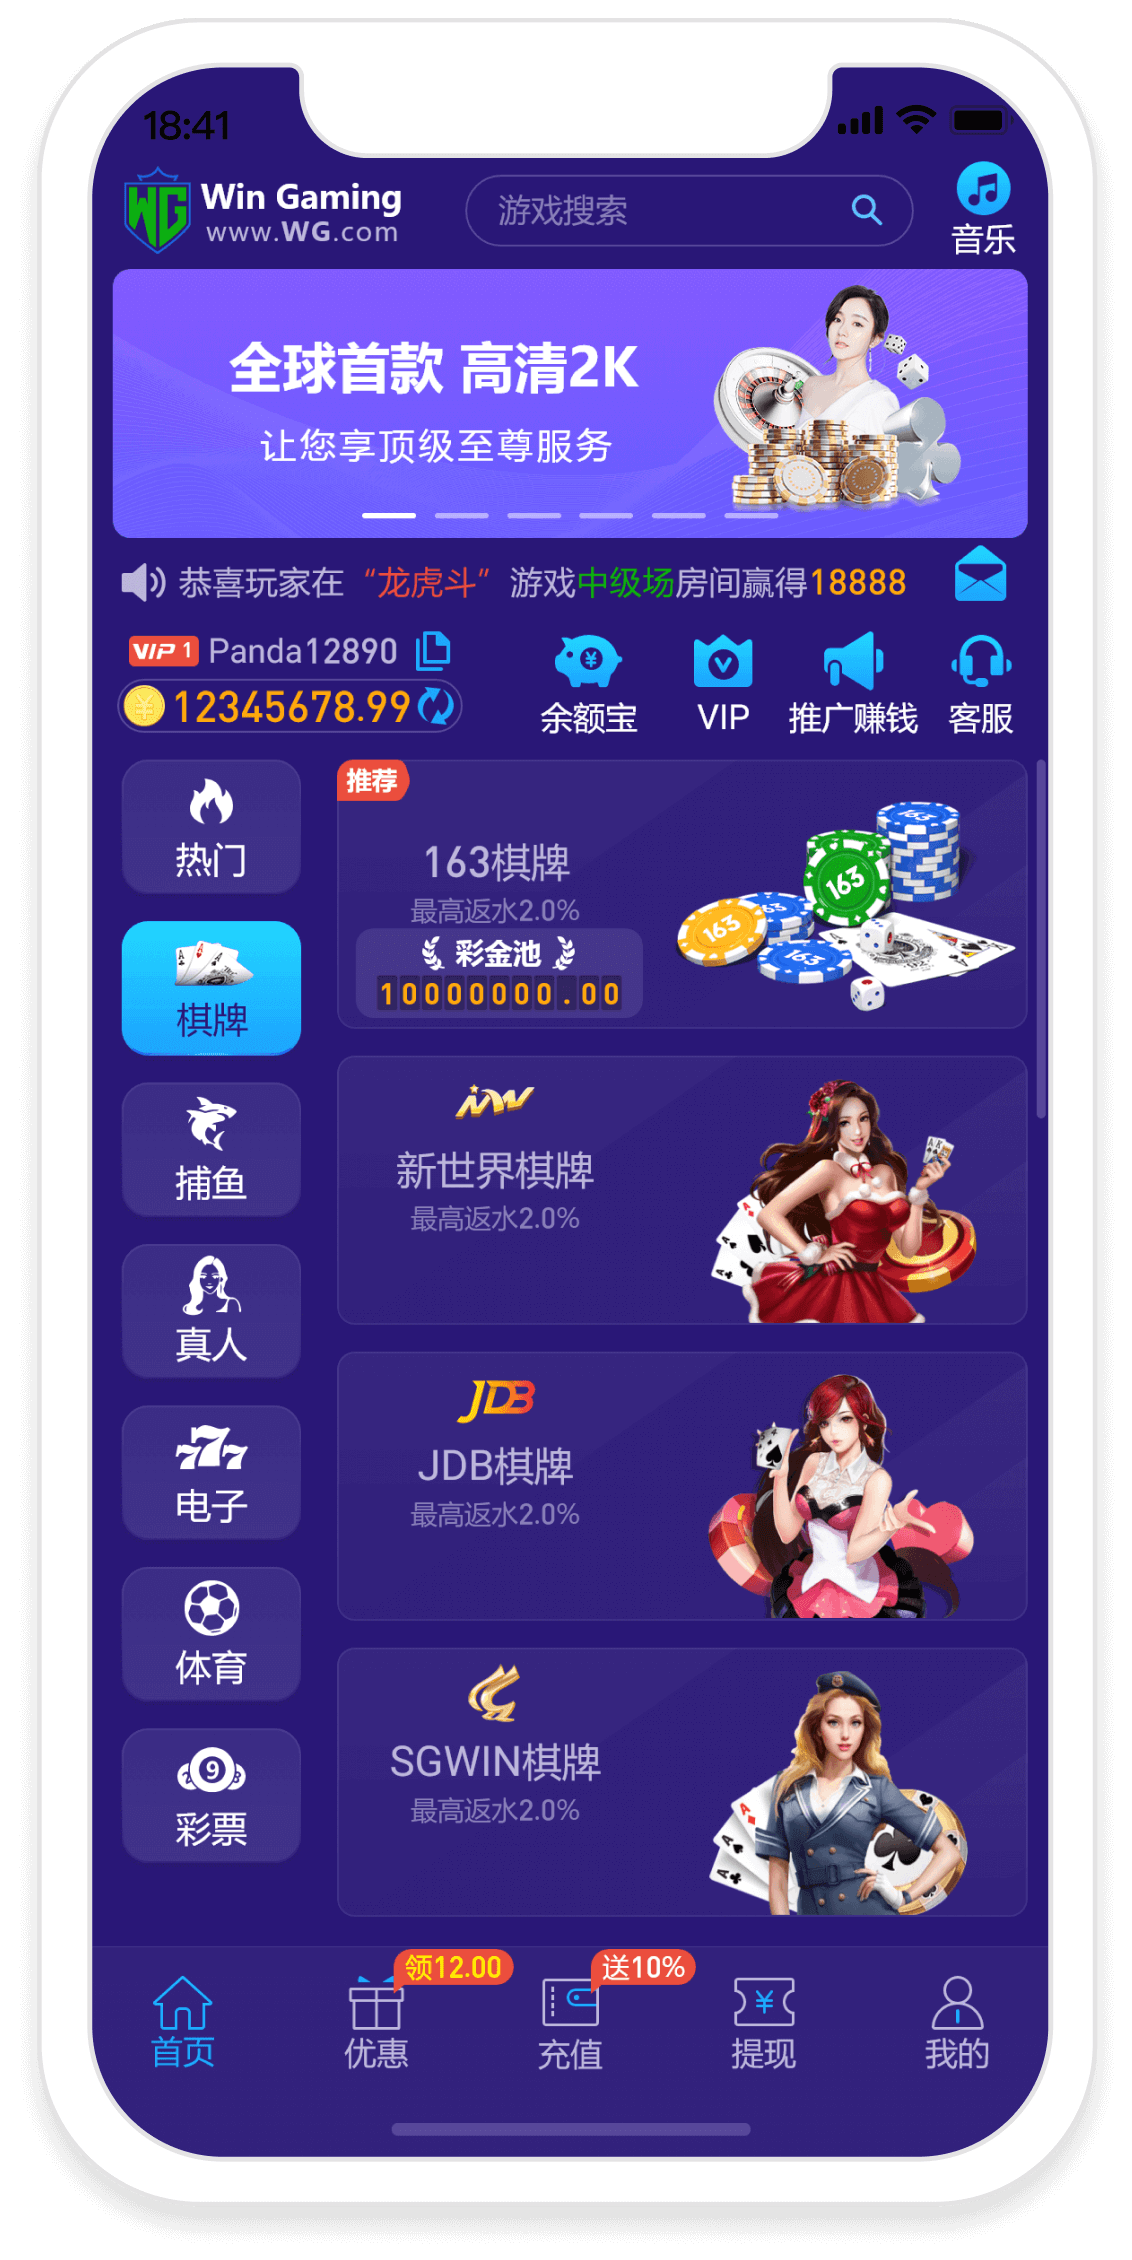 18:41
WG
Win Gaming
www.WG.com
游戏搜索
音乐
全球首款 高清2K
让您享顶级至尊服务
恭喜玩家在 “龙虎斗” 游戏中级场房间赢得18888
VIP 1 Panda12890
12345678.99
余额宝
VIP
推广赚钱
客服
热门
棋牌
捕鱼
真人
777
电子
体育
9
彩票
推荐
163棋牌
最高返水2.0%
彩金池
10000000.00
163
163
163
163
163
新世界棋牌
最高返水2.0%
JDB
JDB棋牌
最高返水2.0%
SGWIN棋牌
最高返水2.0%
首页
领12.00
优惠
送10%
充值
提现
我的